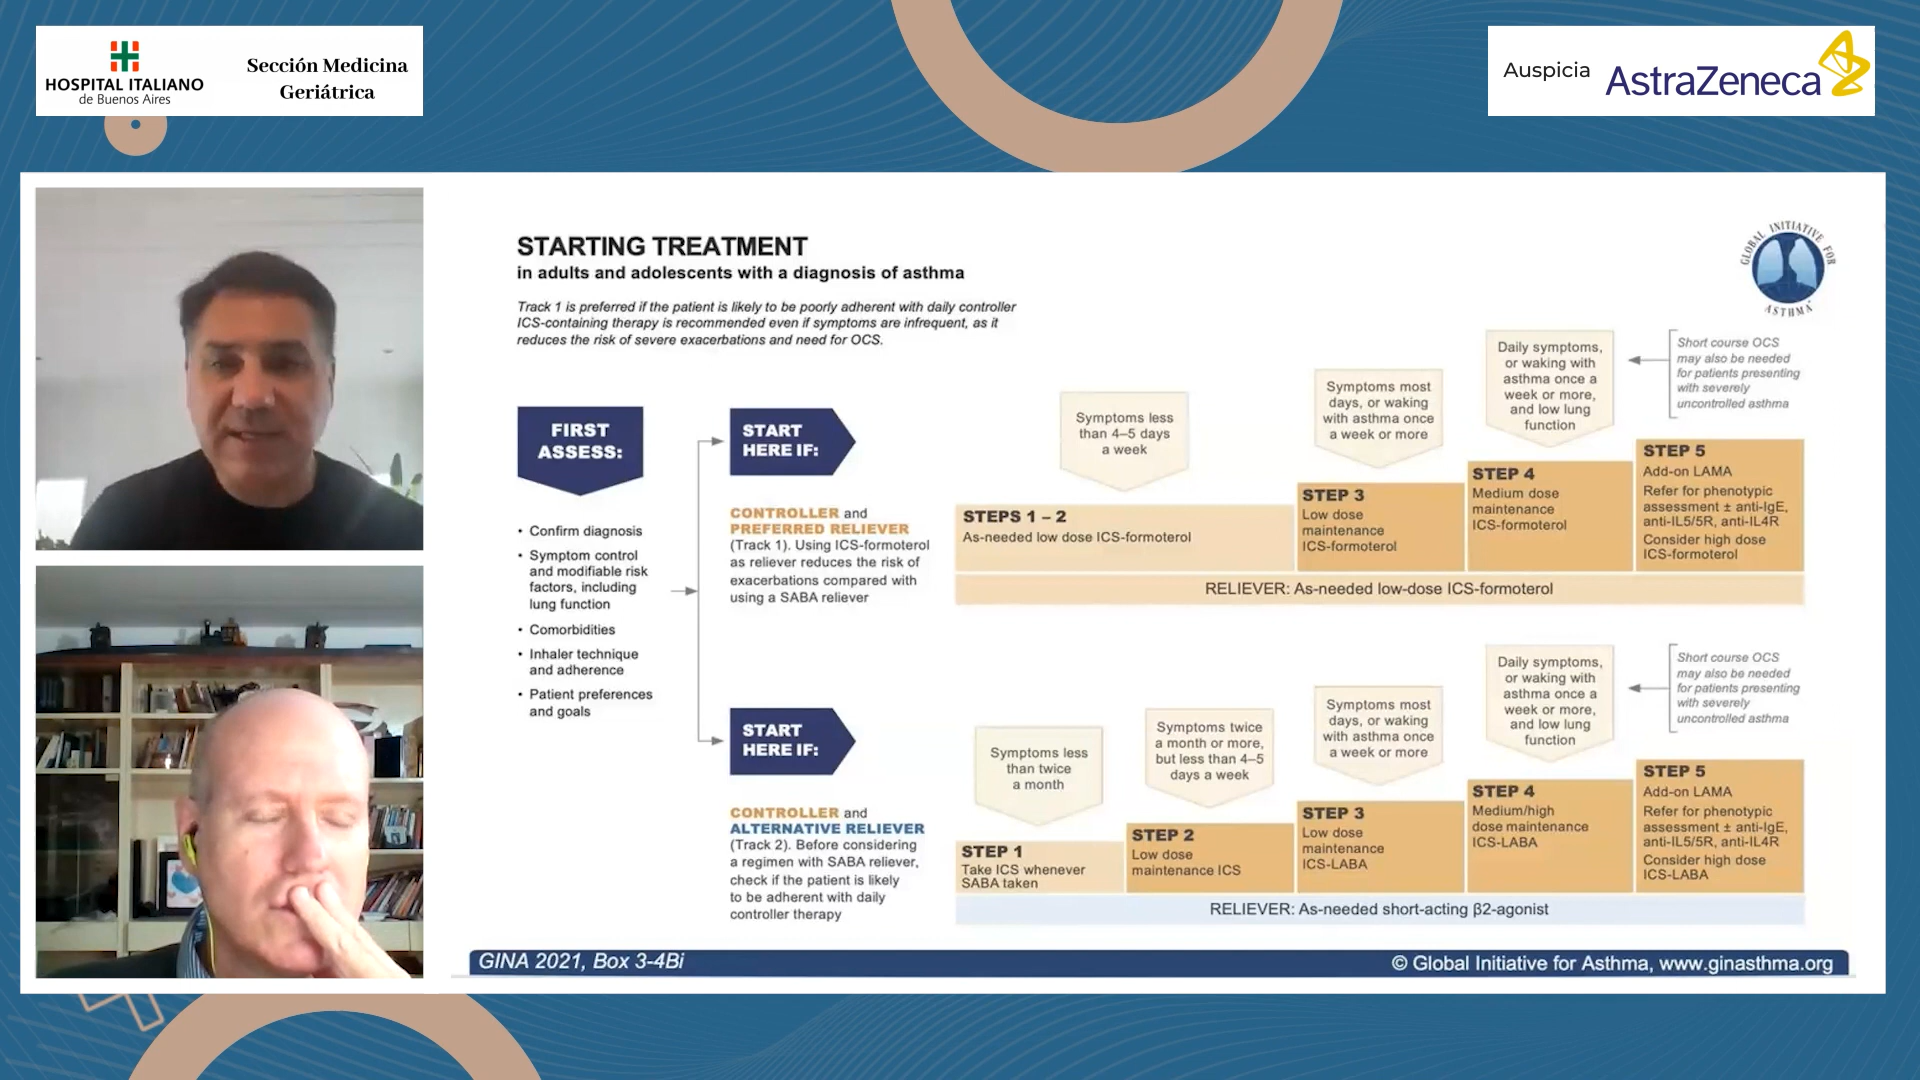 HOSPITAL ITALIANO
de Buenos Aires
Sección Medicina
Geriátrica
Auspicia
AstraZeneca
STARTING TREATMENT
in adults and adolescents with a diagnosis of asthma
Track 1 is preferred if the patient is likely to be poorly adherent with daily controller
ICS-containing therapy is recommended even if symptoms are infrequent, as it
reduces the risk of severe exacerbations and need for OCS.
GLOBAL INITIATIVE FOR
ASTHMA
FIRST
ASSESS:
• Confirm diagnosis
• Symptom control
and modifiable risk
factors, including
lung function
• Comorbidities
• Inhaler technique
and adherence
• Patient preferences
and goals
START
HERE IF:
CONTROLLER and
PREFERRED RELIEVER
(Track 1). Using ICS-formoterol
as reliever reduces the risk of
exacerbations compared with
using a SABA reliever
Symptoms less
than 4–5 days
a week
Symptoms most
days, or waking
with asthma once
a week or more
Daily symptoms,
or waking with
asthma once a
week or more,
and low lung
function
Short course OCS
may also be needed
for patients presenting
with severely
uncontrolled asthma
STEPS 1 – 2
As-needed low dose ICS-formoterol
STEP 3
Low dose
maintenance
ICS-formoterol
STEP 4
Medium dose
maintenance
ICS-formoterol
STEP 5
Add-on LAMA
Refer for phenotypic
assessment ± anti-IgE,
anti-IL5/5R, anti-IL4R
Consider high dose
ICS-formoterol
RELIEVER: As-needed low-dose ICS-formoterol
START
HERE IF:
CONTROLLER and
ALTERNATIVE RELIEVER
(Track 2). Before considering
a regimen with SABA reliever,
check if the patient is likely
to be adherent with daily
controller therapy
Symptoms less
than twice
a month
Symptoms twice
a month or more,
but less than 4–5
days a week
Symptoms most
days, or waking
with asthma once
a week or more
Daily symptoms,
or waking with
asthma once a
week or more,
and low lung
function
Short course OCS
may also be needed
for patients presenting
with severely
uncontrolled asthma
STEP 1
Take ICS whenever
SABA taken
STEP 2
Low dose
maintenance ICS
STEP 3
Low dose
maintenance
ICS-LABA
STEP 4
Medium/high
dose maintenance
ICS-LABA
STEP 5
Add-on LAMA
Refer for phenotypic
assessment ± anti-IgE,
anti-IL5/5R, anti-IL4R
Consider high dose
ICS-LABA
RELIEVER: As-needed short-acting β2-agonist
GINA 2021, Box 3-4Bi
© Global Initiative for Asthma, www.ginasthma.org